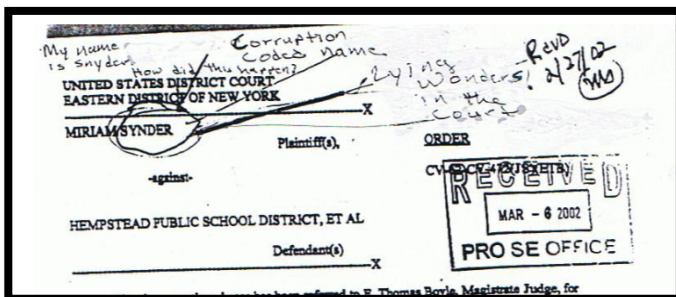 My name is Snyder
Corruption
Coded name
How did this happen?
Lying
Wonders!
in the
Court
Recvd
2/27/02
UNITED STATES DISTRICT COURT
EASTERN DISTRICT OF NEW YORK
X
MIRIAM SYNDER
Plaintiff(s),
ORDER
-against-
RECEIVED
MAR - 6 2002
PRO SE OFFICE
HEMPSTEAD PUBLIC SCHOOL DISTRICT, ET AL
Defendant(s)
X
has been referred to E. Thomas Boyle, Magistrate Judge, for